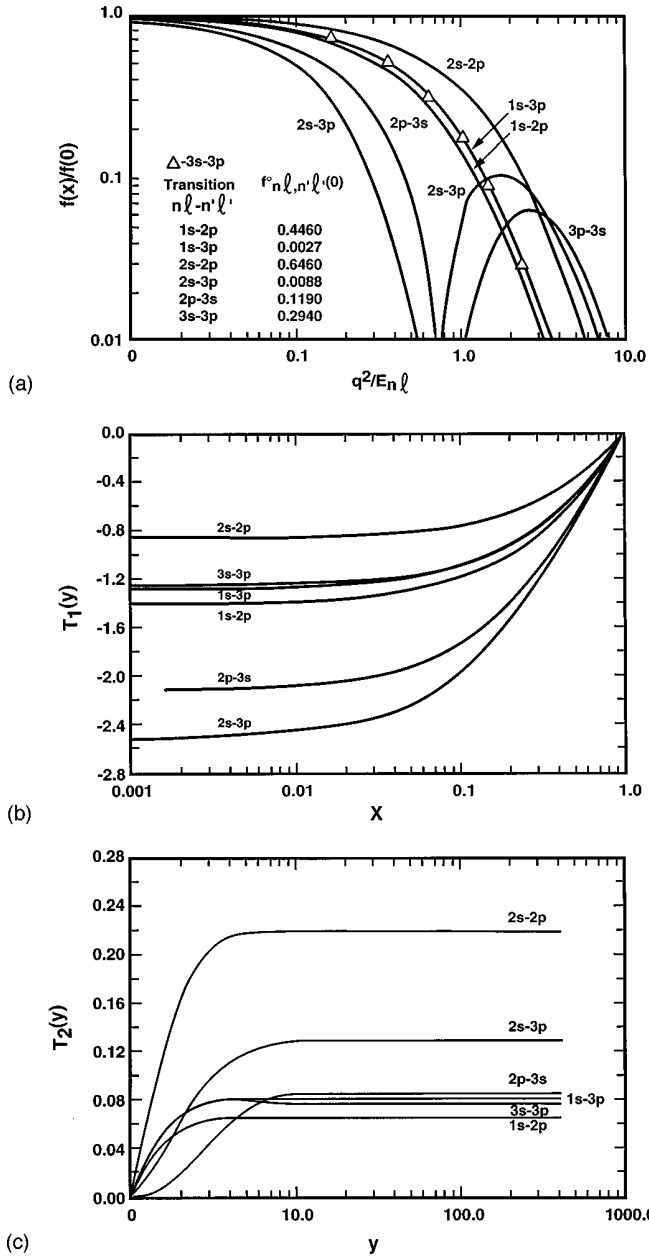 1.0
0.1
0.01
f(x)/f(0)
2s-2p
2s-3p
2p-3s
1s-3p
1s-2p
2s-3p
3p-3s
△-3s-3p
Transition f°nℓ,n'ℓ'(0)
nℓ-n'ℓ'
1s-2p 0.4460
1s-3p 0.0027
2s-2p 0.6460
2s-3p 0.0088
2p-3s 0.1190
3s-3p 0.2940
0 0.1 1.0 10.0
q²/Enℓ
(a)
0.0
-0.4
-0.8
-1.2
-1.6
-2.0
-2.4
-2.8
T₁(y)
2s-2p
3s-3p
1s-3p
1s-2p
2p-3s
2s-3p
0.001 0.01 0.1 1.0
X
(b)
0.28
0.24
0.20
0.16
0.12
0.08
0.04
0.00
T₂(y)
2s-2p
2s-3p
2p-3s
1s-3p
3s-3p
1s-2p
0 10.0 100.0 1000.0
y
(c)